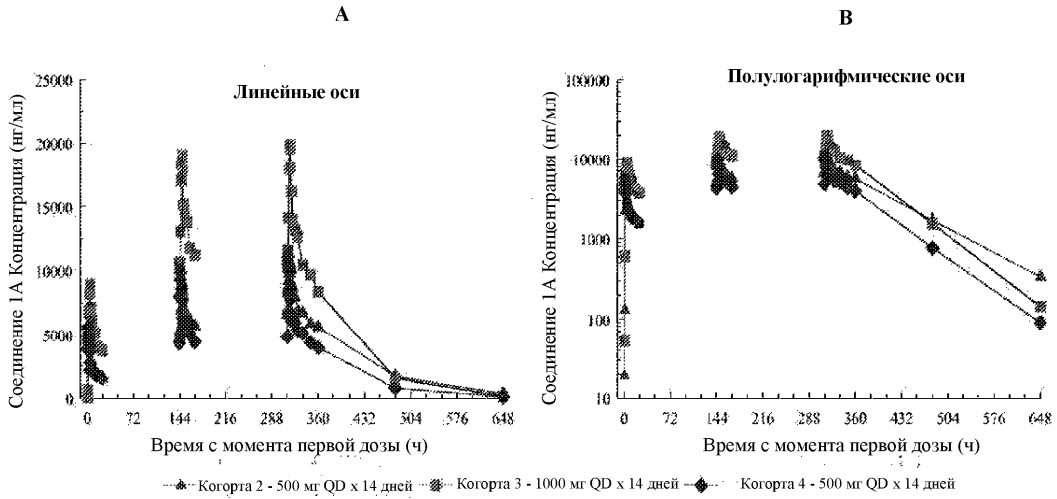 A
B
Линейные оси
Полулогарифмические оси
Соединение 1А Концентрация (нг/мл)
25000
20000
15000
10000
5000
0
0 72 144 216 288 360 432 504 576 648
Время с момента первой дозы (ч)
Соединение 1А Концентрация (нг/мл)
100000
10000
1000
100
10
0 72 144 216 288 360 432 504 576 648
Время с момента первой дозы (ч)
Когорта 2 - 500 мг QD x 14 дней Когорта 3 - 1000 мг QD x 14 дней Когорта 4 - 500 мг QD x 14 дней